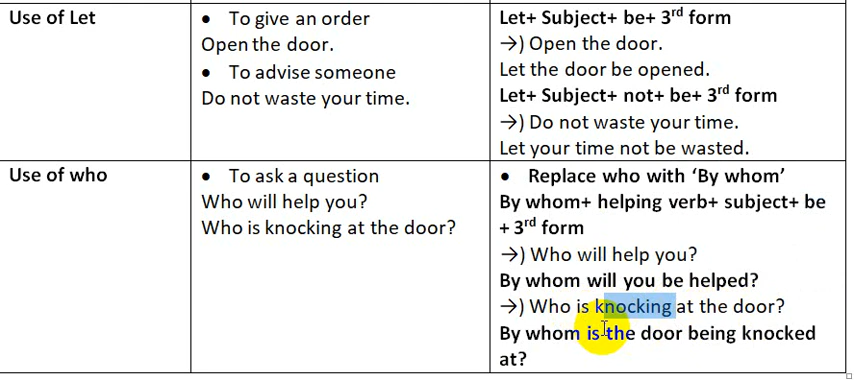 Use of Let
• To give an order
Open the door.
• To advise someone
Do not waste your time.
Let+ Subject+ be+ 3rd form
→) Open the door.
Let the door be opened.
Let+ Subject+ not+ be+ 3rd form
→) Do not waste your time.
Let your time not be wasted.
Use of who
• To ask a question
Who will help you?
Who is knocking at the door?
• Replace who with ‘By whom’
By whom+ helping verb+ subject+ be
+ 3rd form
→) Who will help you?
By whom will you be helped?
→) Who is knocking at the door?
By whom is the door being knocked
at?